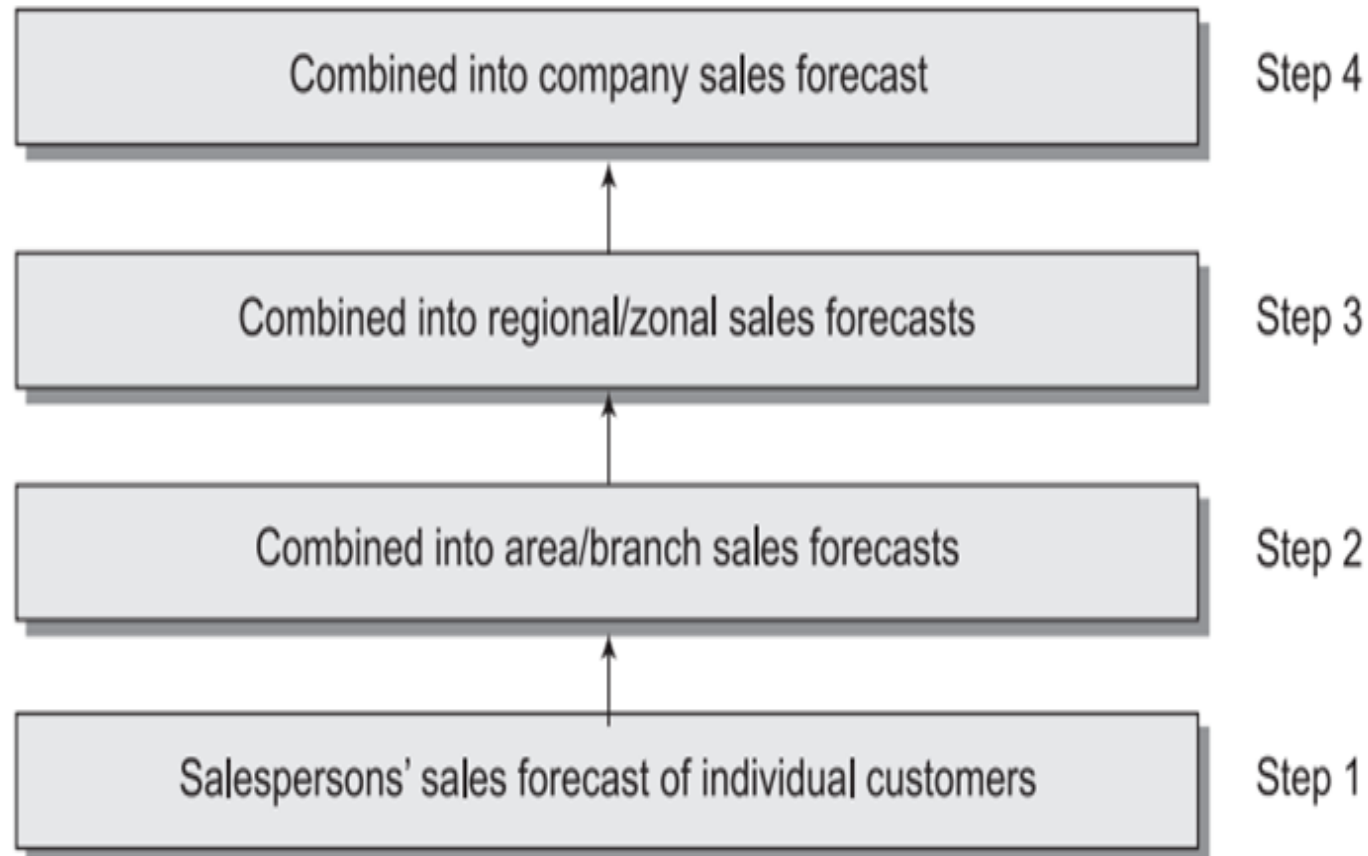 Combined into company sales forecast Step 4
Combined into regional/zonal sales forecasts Step 3
Combined into area/branch sales forecasts Step 2
Salespersons’ sales forecast of individual customers Step 1